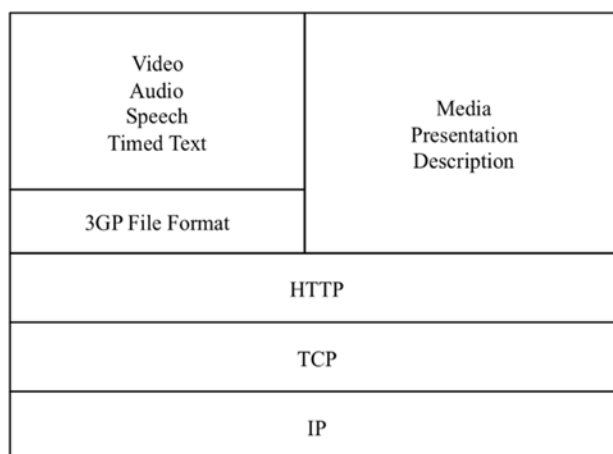 Video
Audio
Speech
Timed Text
Media
Presentation
Description
3GP File Format
HTTP
TCP
IP